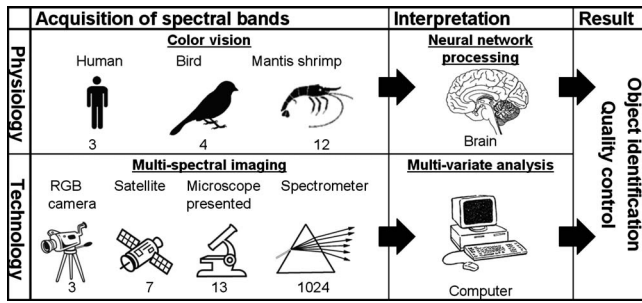 Acquisition of spectral bands
Interpretation
Result
Physiology
Color vision
Human
Bird
Mantis shrimp
3
4
12
Neural network
processing
Brain
Technology
Multi-spectral imaging
RGB
camera
Satellite
Microscope
presented
Spectrometer
3
7
13
1024
Multi-variate analysis
Computer
Object identification
Quality control